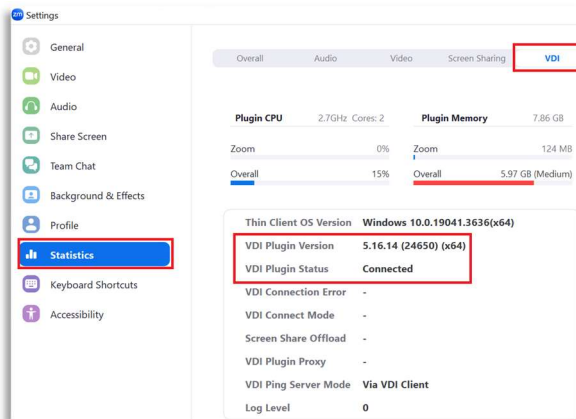 zm Settings
General
Video
Audio
Share Screen
Team Chat
Background & Effects
Profile
Statistics
Keyboard Shortcuts
Accessibility
Overall Audio Video Screen Sharing VDI
Plugin CPU 2.7GHz Cores: 2 Plugin Memory 7.86 GB
Zoom 0% Zoom 124 MB
Overall 15% Overall 5.97 GB (Medium)
Thin Client OS Version Windows 10.0.19041.3636(x64)
VDI Plugin Version 5.16.14 (24650) (x64)
VDI Plugin Status Connected
VDI Connection Error -
VDI Connect Mode -
Screen Share Offload -
VDI Plugin Proxy -
VDI Ping Server Mode Via VDI Client
Log Level 0